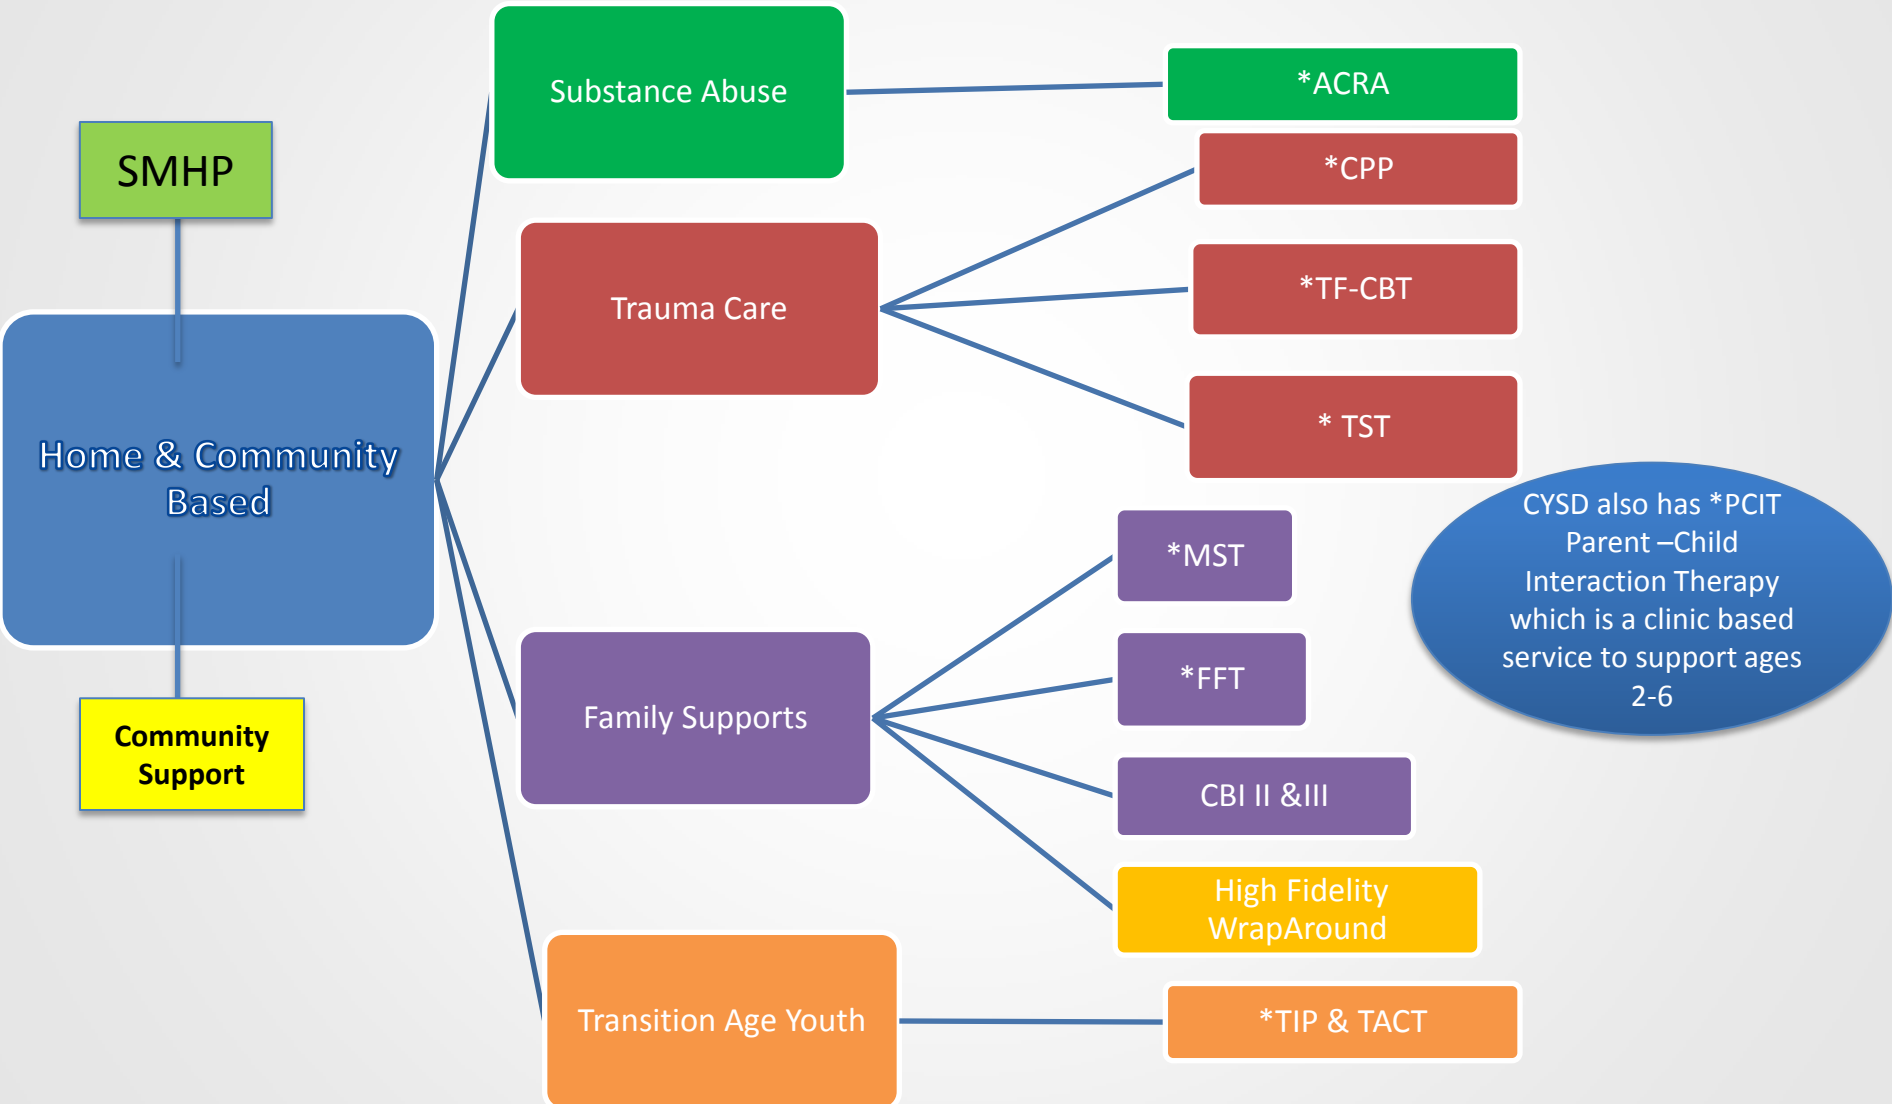 SMHP
Home & Community
Based
Community
Support
Substance Abuse
*ACRA
Trauma Care
*CPP
*TF-CBT
* TST
Family Supports
*MST
*FFT
CBI II &III
High Fidelity
WrapAround
Transition Age Youth
*TIP & TACT
CYSD also has *PCIT
Parent –Child
Interaction Therapy
which is a clinic based
service to support ages
2-6